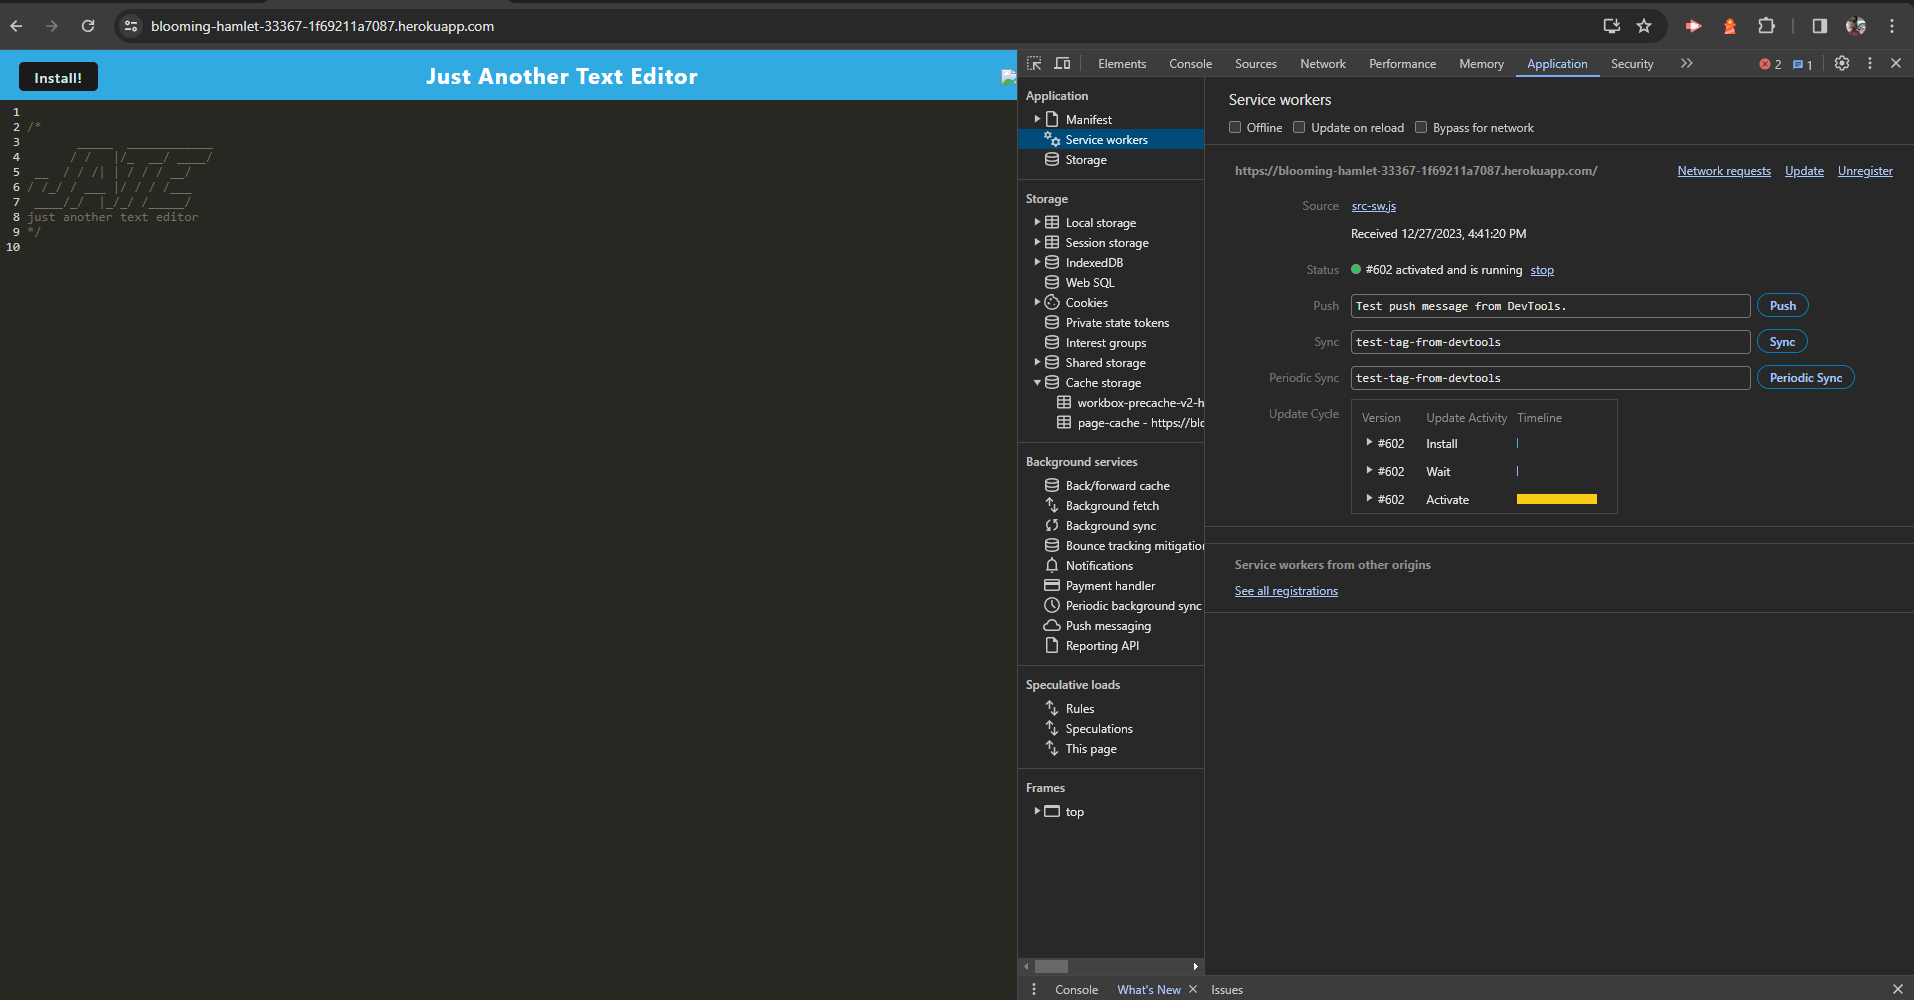 blooming-hamlet-33367-1f69211a7087.herokuapp.com
Install!
Just Another Text Editor
1
2 /*
3         _____  ____________
4       / /   |/_  __/ ____/
5  __  / / /| | / / / __/
6 / /_/ / ___ |/ / / /___
7  ____/_/  |_/_/ /_____/
8 just another text editor
9 */
10
Elements Console Sources Network Performance Memory Application Security 2 1
Application
Manifest
Service workers
Storage
Storage
Local storage
Session storage
IndexedDB
Web SQL
Cookies
Private state tokens
Interest groups
Shared storage
Cache storage
workbox-precache-v2-h
page-cache - https://blo
Background services
Back/forward cache
Background fetch
Background sync
Bounce tracking mitigation
Notifications
Payment handler
Periodic background sync
Push messaging
Reporting API
Speculative loads
Rules
Speculations
This page
Frames
top
Service workers
Offline Update on reload Bypass for network
https://blooming-hamlet-33367-1f69211a7087.herokuapp.com/ Network requests Update Unregister
Source src-sw.js
Received 12/27/2023, 4:41:20 PM
Status #602 activated and is running stop
Push Test push message from DevTools. Push
Sync test-tag-from-devtools Sync
Periodic Sync test-tag-from-devtools Periodic Sync
Update Cycle Version Update Activity Timeline
#602 Install
#602 Wait
#602 Activate
Service workers from other origins
See all registrations
Console What's New Issues